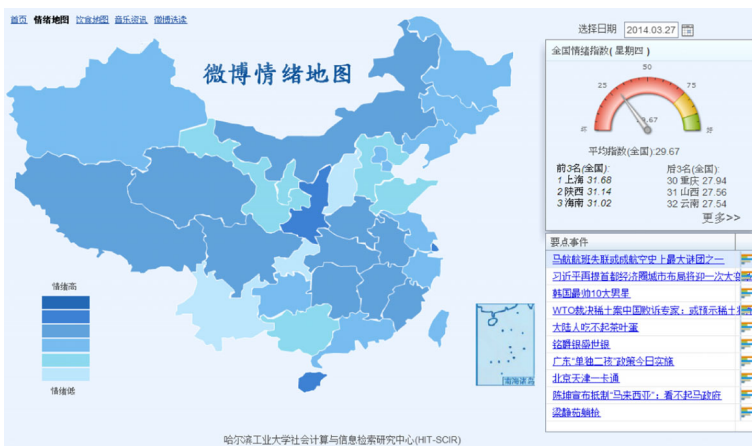 首页 情绪地图 饮食地图 音乐资讯 微博选读
微博情绪地图
情绪高
情绪低
南海诸岛
哈尔滨工业大学社会计算与信息检索研究中心(HIT-SCIR)
选择日期 2014.03.27
全国情绪指数( 星期四 )
50
25 75
平均指数(全国):29.67
前3名(全国): 后3名(全国):
1 上海 31.68 30 重庆 27.94
2 陕西 31.14 31 山西 27.56
3 海南 31.02 32 云南 27.54
更多>>
要点事件
马航航班失联或成航空史上最大谜团之一
习近平再提首都经济圈城市布局将迎一次大变
韩国最帅10大男星
WTO裁决稀土案中国败诉专家：或预示稀土
大陆人吃不起茶叶蛋
铭爵银盛世银
广东"单独二孩"政策今日实施
北京天津一卡通
陈坤宣布抵制"马来西亚"：看不起马政府
梁静茹躺枪